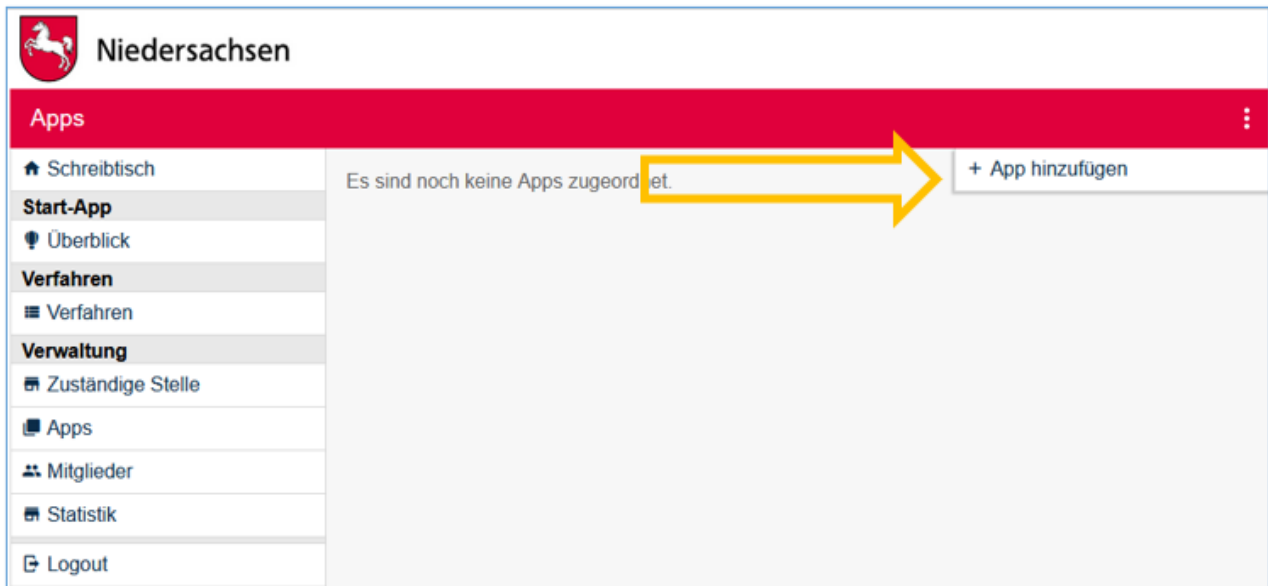 Niedersachsen
Apps
Schreibtisch
Start-App
Überblick
Verfahren
Verfahren
Verwaltung
Zuständige Stelle
Apps
Mitglieder
Statistik
Logout
Es sind noch keine Apps zugeordnet.
+ App hinzufügen